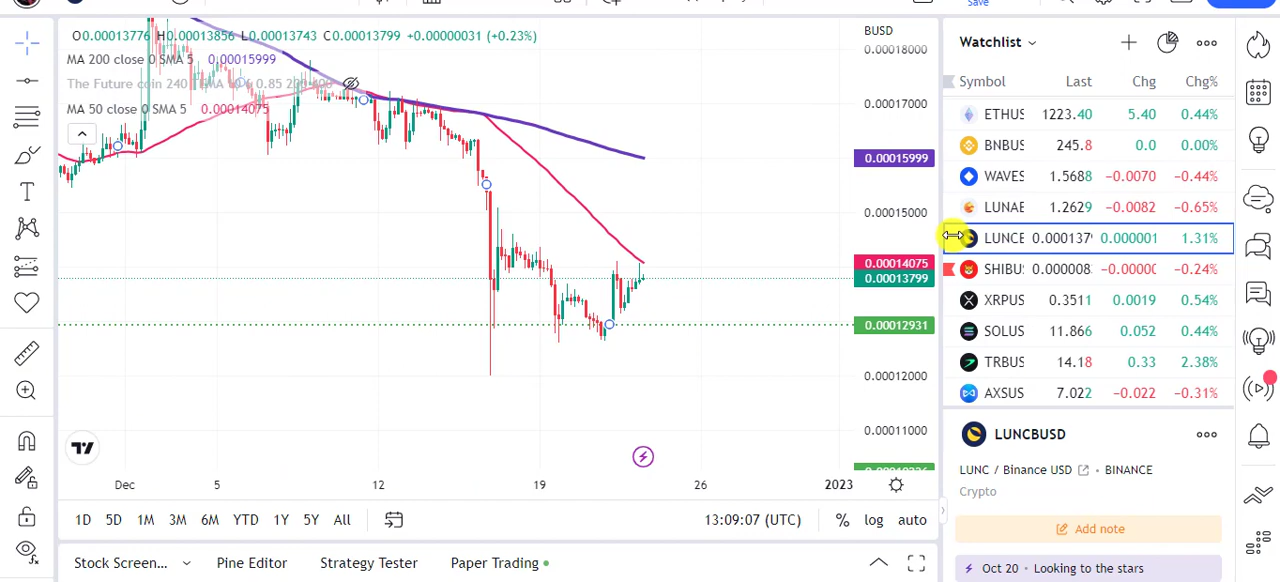 Save
O0.00013776 H0.00013856 L0.00013743 C0.00013799 +0.00000031 (+0.23%)
MA 200 close 0 SMA 5 0.00015999
MA 50 close 0 SMA 5 0.00014075
BUSD
0.00018000
0.00017000
0.00015999
0.00015000
0.00014075
0.00013799
0.00012931
0.00012000
0.00011000
Dec 5 12 19 26 2023
1D 5D 1M 3M 6M YTD 1Y 5Y All 13:09:07 (UTC) % log auto
Stock Screen... Pine Editor Strategy Tester Paper Trading
Watchlist
Symbol Last Chg Chg%
ETHUS 1223.40 5.40 0.44%
BNBUS 245.8 0.0 0.00%
WAVES 1.5688 −0.0070 −0.44%
LUNAE 1.2629 −0.0082 −0.65%
LUNCE 0.000137 0.000001 1.31%
SHIBU 0.000008 −0.0000 −0.24%
XRPUS 0.3511 0.0019 0.54%
SOLUS 11.866 0.052 0.44%
TRBUS 14.18 0.33 2.38%
AXSUS 7.022 −0.022 −0.31%
LUNCBUSD
LUNC / Binance USD • BINANCE
Crypto
Add note
Oct 20 • Looking to the stars